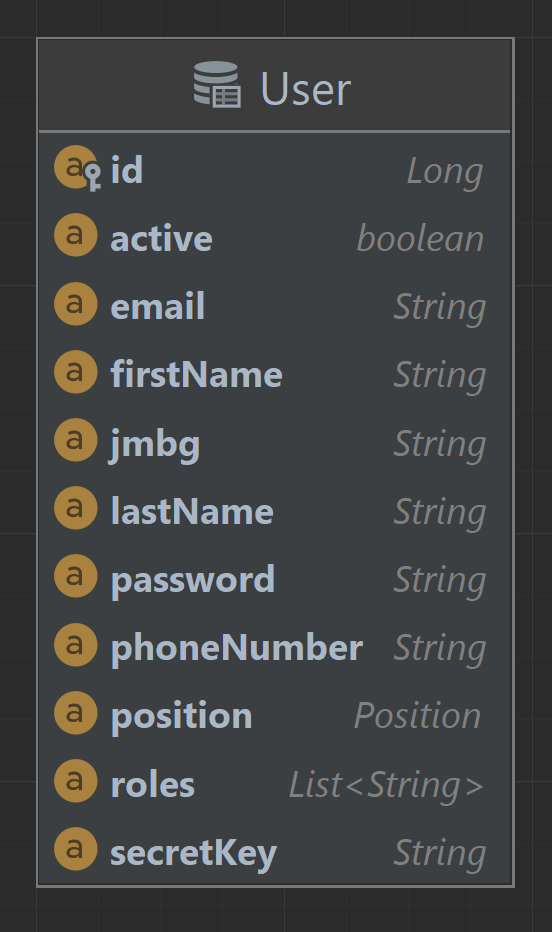 User
id Long
active boolean
email String
firstName String
jmbg String
lastName String
password String
phoneNumber String
position Position
roles List<String>
secretKey String